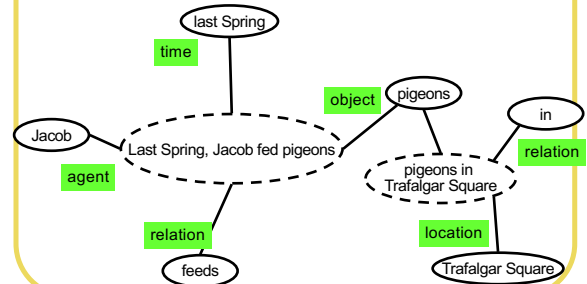 last Spring
time
object
pigeons
in
Jacob
Last Spring, Jacob fed pigeons
agent
pigeons in
Trafalgar Square
relation
relation
location
feeds
Trafalgar Square